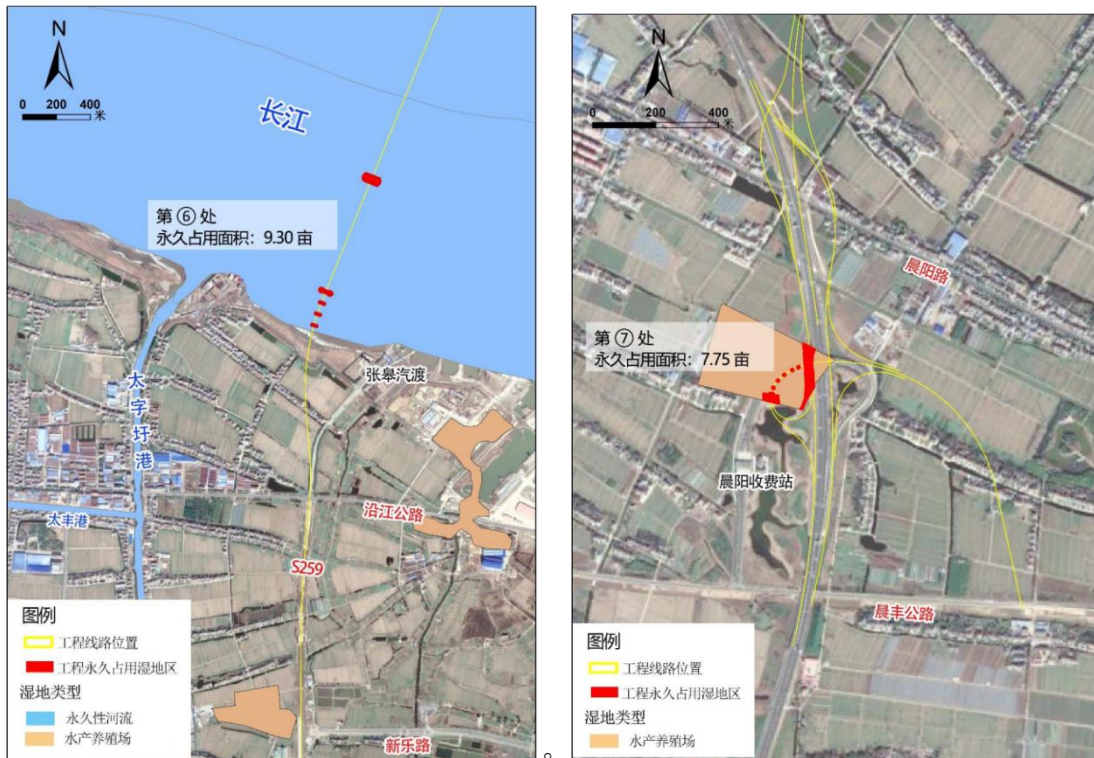 N
0 200 400
米
长江
第 ⑥ 处
永久占用面积：9.30 亩
张皋汽渡
太字圩港
太丰港
沿江公路
S259
新乐路
图例
工程线路位置
工程永久占用湿地区
湿地类型
永久性河流
水产养殖场
N
0 200 400
米
晨阳路
第 ⑦ 处
永久占用面积：7.75 亩
晨阳收费站
晨丰公路
图例
工程线路位置
工程永久占用湿地区
湿地类型
水产养殖场
。